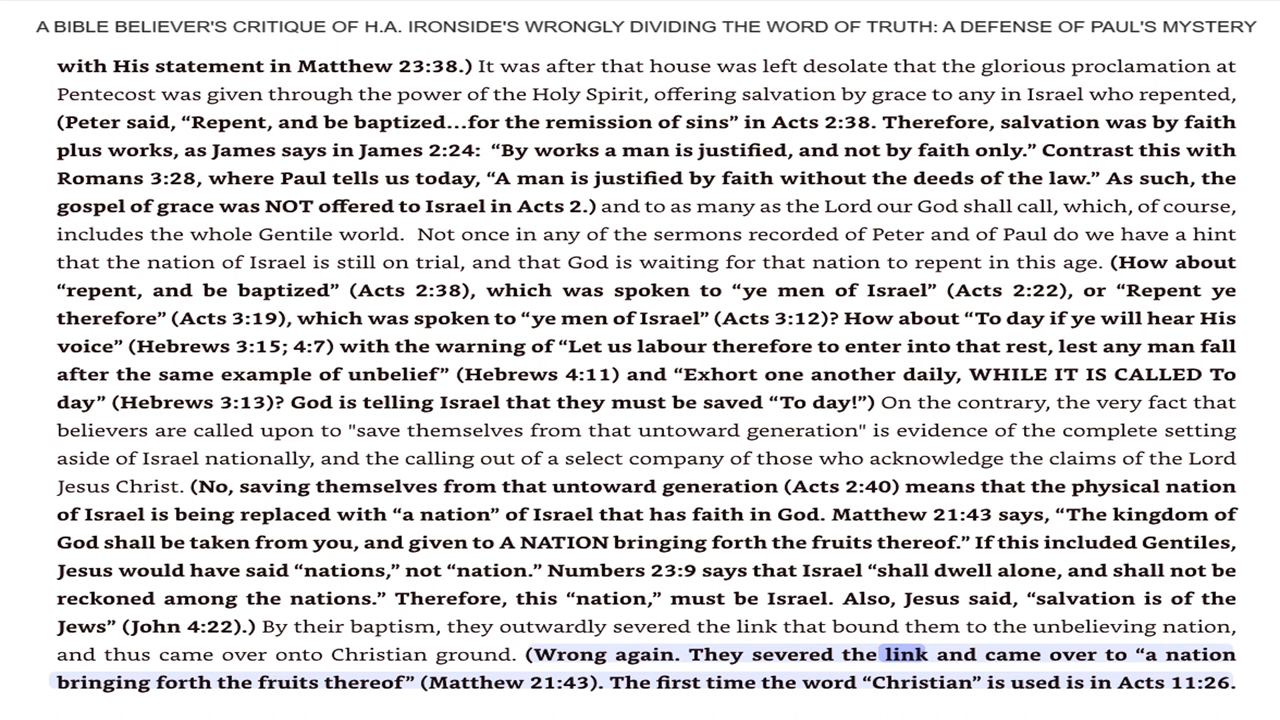 A BIBLE BELIEVER'S CRITIQUE OF H.A. IRONSIDE'S WRONGLY DIVIDING THE WORD OF TRUTH: A DEFENSE OF PAUL'S MYSTERY
with His statement in Matthew 23:38.) It was after that house was left desolate that the glorious proclamation at
Pentecost was given through the power of the Holy Spirit, offering salvation by grace to any in Israel who repented,
(Peter said, “Repent, and be baptized…for the remission of sins” in Acts 2:38. Therefore, salvation was by faith
plus works, as James says in James 2:24: “By works a man is justified, and not by faith only.” Contrast this with
Romans 3:28, where Paul tells us today, “A man is justified by faith without the deeds of the law.” As such, the
gospel of grace was NOT offered to Israel in Acts 2.) and to as many as the Lord our God shall call, which, of course,
includes the whole Gentile world. Not once in any of the sermons recorded of Peter and of Paul do we have a hint
that the nation of Israel is still on trial, and that God is waiting for that nation to repent in this age. (How about
“repent, and be baptized” (Acts 2:38), which was spoken to “ye men of Israel” (Acts 2:22), or “Repent ye
therefore” (Acts 3:19), which was spoken to “ye men of Israel” (Acts 3:12)? How about “To day if ye will hear His
voice” (Hebrews 3:15; 4:7) with the warning of “Let us labour therefore to enter into that rest, lest any man fall
after the same example of unbelief” (Hebrews 4:11) and “Exhort one another daily, WHILE IT IS CALLED To
day” (Hebrews 3:13)? God is telling Israel that they must be saved “To day!”) On the contrary, the very fact that
believers are called upon to "save themselves from that untoward generation" is evidence of the complete setting
aside of Israel nationally, and the calling out of a select company of those who acknowledge the claims of the Lord
Jesus Christ. (No, saving themselves from that untoward generation (Acts 2:40) means that the physical nation
of Israel is being replaced with “a nation” of Israel that has faith in God. Matthew 21:43 says, “The kingdom of
God shall be taken from you, and given to A NATION bringing forth the fruits thereof.” If this included Gentiles,
Jesus would have said “nations,” not “nation.” Numbers 23:9 says that Israel “shall dwell alone, and shall not be
reckoned among the nations.” Therefore, this “nation,” must be Israel. Also, Jesus said, “salvation is of the
Jews” (John 4:22).) By their baptism, they outwardly severed the link that bound them to the unbelieving nation,
and thus came over onto Christian ground. (Wrong again. They severed the link and came over to “a nation
bringing forth the fruits thereof” (Matthew 21:43). The first time the word “Christian” is used is in Acts 11:26.